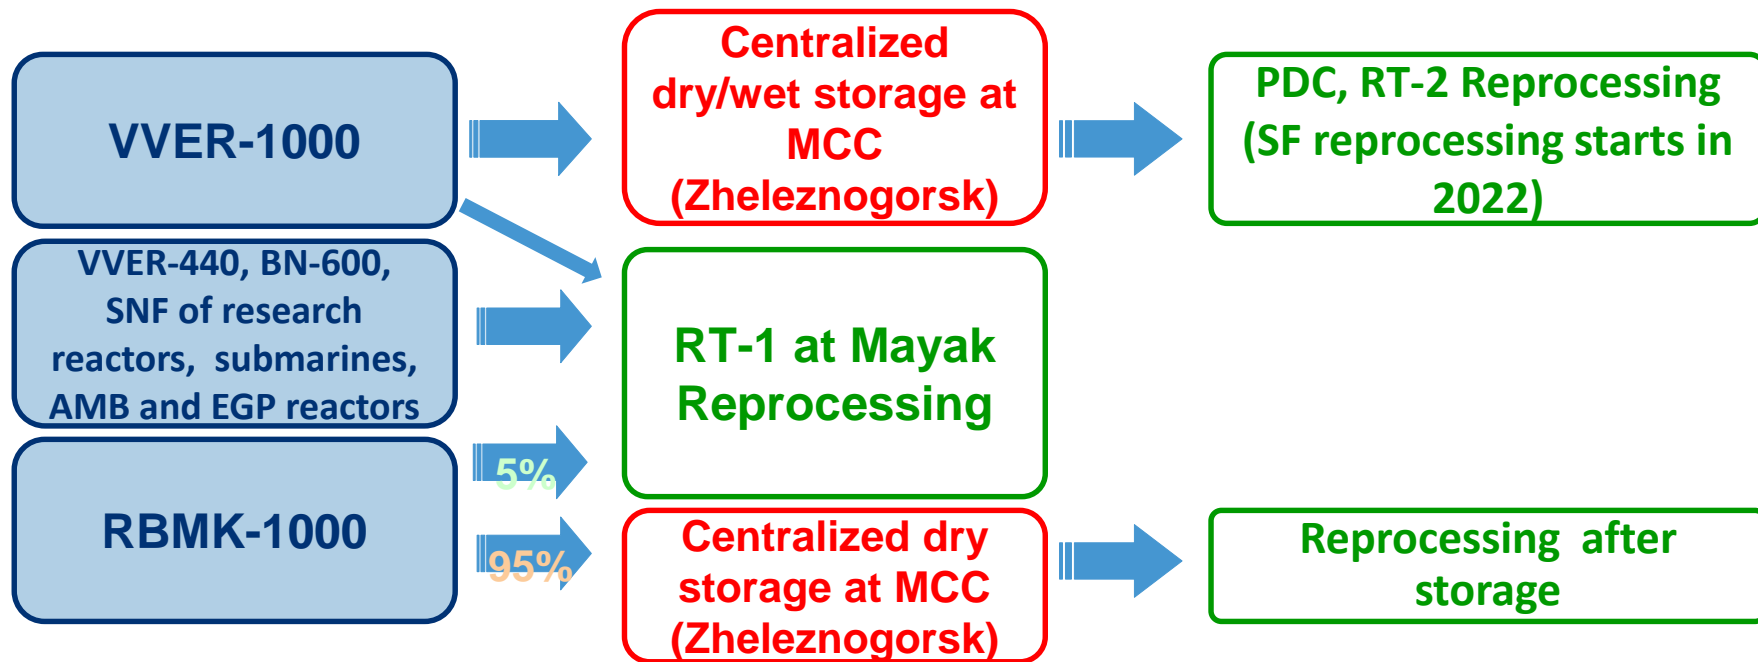 VVER-1000
Centralized
dry/wet storage at
MCC
(Zheleznogorsk)
PDC, RT-2 Reprocessing
(SF reprocessing starts in
2022)
VVER-440, BN-600,
SNF of research
reactors, submarines,
AMB and EGP reactors
RT-1 at Mayak
Reprocessing
RBMK-1000
5%
95%
Centralized dry
storage at MCC
(Zheleznogorsk)
Reprocessing after
storage